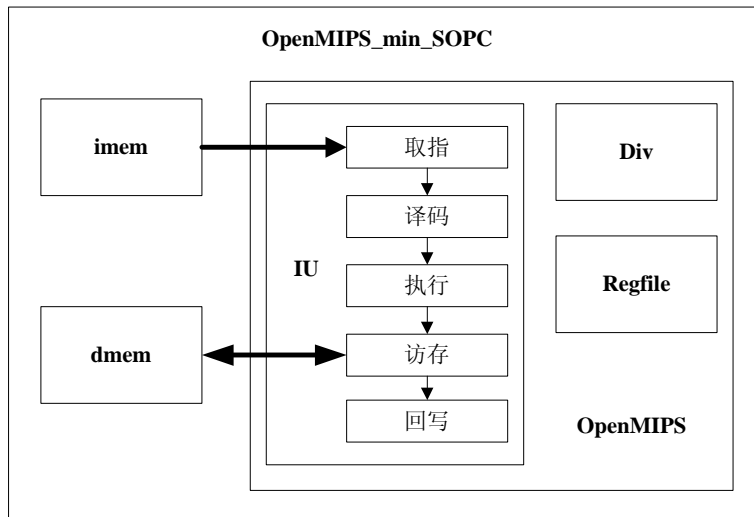 OpenMIPS_min_SOPC
imem
取指
Div
译码
IU
执行
Regfile
dmem
访存
回写
OpenMIPS